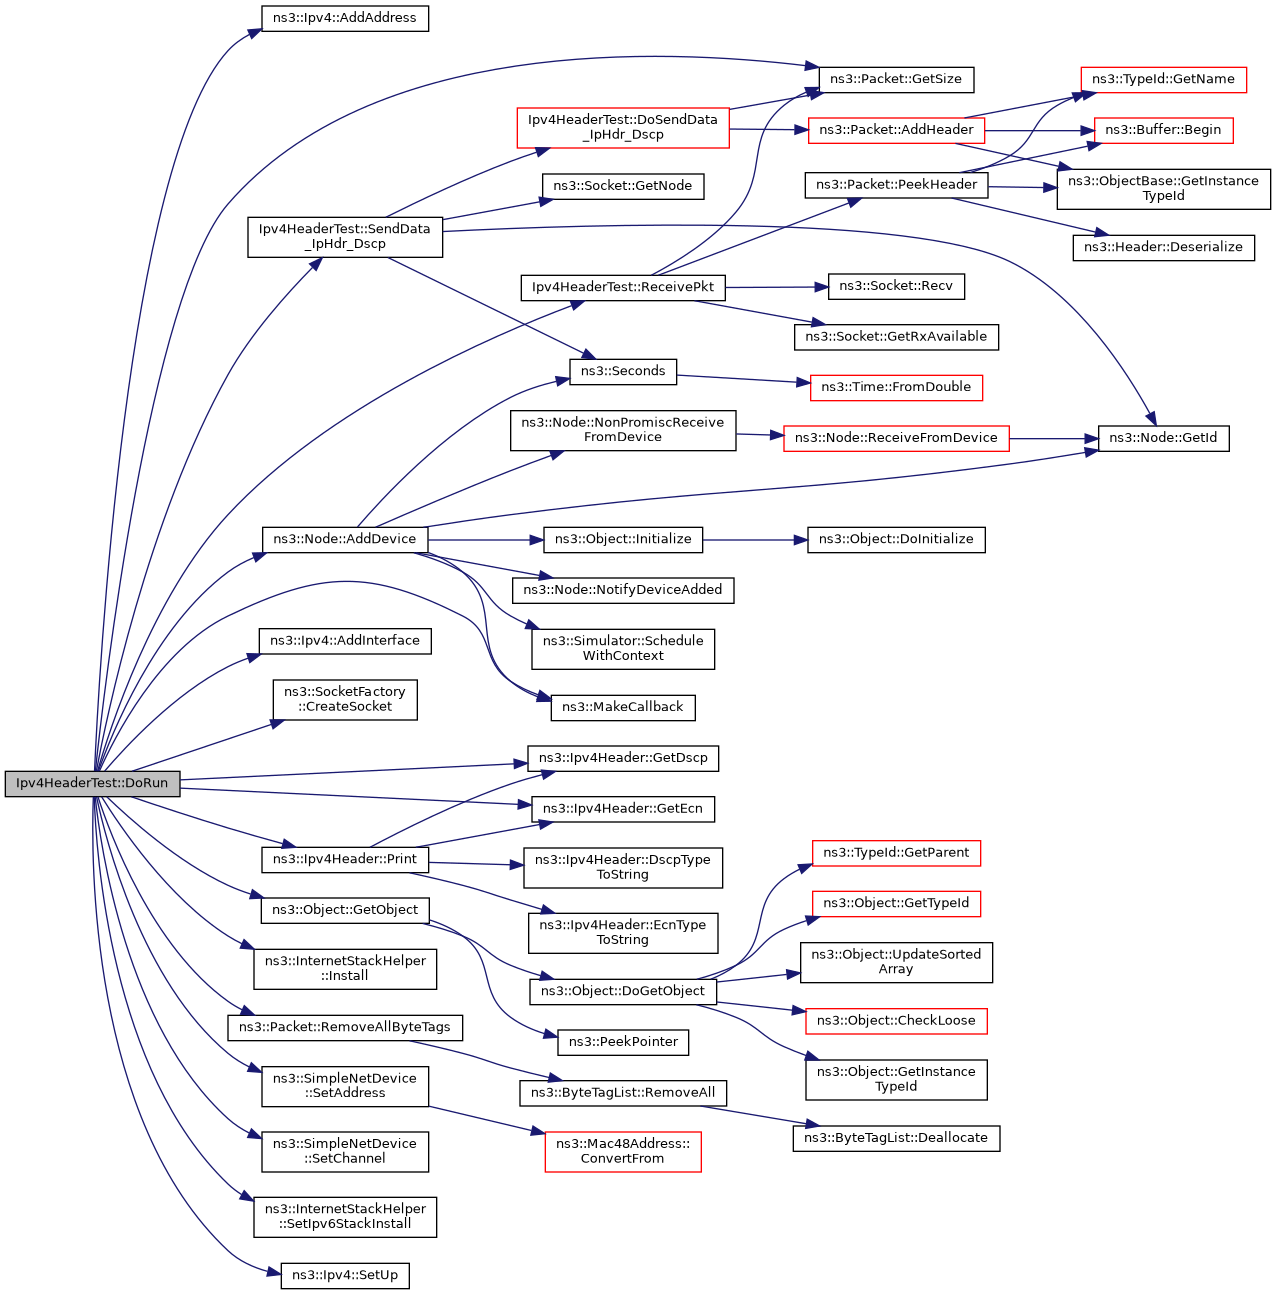 ns3::Ipv4::AddAddress
ns3::Packet::GetSize
ns3::TypeId::GetName
Ipv4HeaderTest::DoSendData
_IpHdr_Dscp
ns3::Packet::AddHeader
ns3::Buffer::Begin
ns3::Socket::GetNode
ns3::Packet::PeekHeader
ns3::ObjectBase::GetInstance
TypeId
Ipv4HeaderTest::SendData
_IpHdr_Dscp
ns3::Header::Deserialize
Ipv4HeaderTest::ReceivePkt
ns3::Socket::Recv
ns3::Socket::GetRxAvailable
ns3::Seconds
ns3::Time::FromDouble
ns3::Node::NonPromiscReceive
FromDevice
ns3::Node::ReceiveFromDevice
ns3::Node::GetId
ns3::Node::AddDevice
ns3::Object::Initialize
ns3::Object::DoInitialize
ns3::Node::NotifyDeviceAdded
ns3::Ipv4::AddInterface
ns3::Simulator::Schedule
WithContext
ns3::SocketFactory
::CreateSocket
ns3::MakeCallback
Ipv4HeaderTest::DoRun
ns3::Ipv4Header::GetDscp
ns3::Ipv4Header::GetEcn
ns3::Ipv4Header::Print
ns3::Ipv4Header::DscpType
ToString
ns3::TypeId::GetParent
ns3::Object::GetObject
ns3::Ipv4Header::EcnType
ToString
ns3::Object::GetTypeId
ns3::InternetStackHelper
::Install
ns3::Object::DoGetObject
ns3::Object::UpdateSorted
Array
ns3::Packet::RemoveAllByteTags
ns3::PeekPointer
ns3::Object::CheckLoose
ns3::SimpleNetDevice
::SetAddress
ns3::ByteTagList::RemoveAll
ns3::Object::GetInstance
TypeId
ns3::SimpleNetDevice
::SetChannel
ns3::Mac48Address::
ConvertFrom
ns3::ByteTagList::Deallocate
ns3::InternetStackHelper
::SetIpv6StackInstall
ns3::Ipv4::SetUp